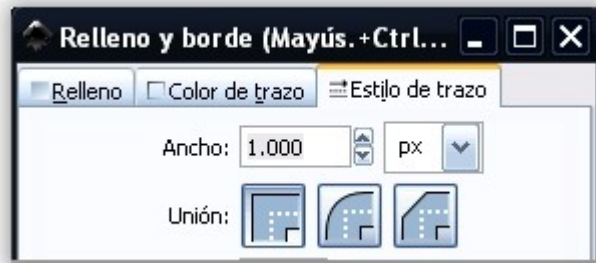 Relleno y borde (Mayús.+Ctrl...
Relleno Color de trazo Estilo de trazo
Ancho: 1.000 px
Unión: